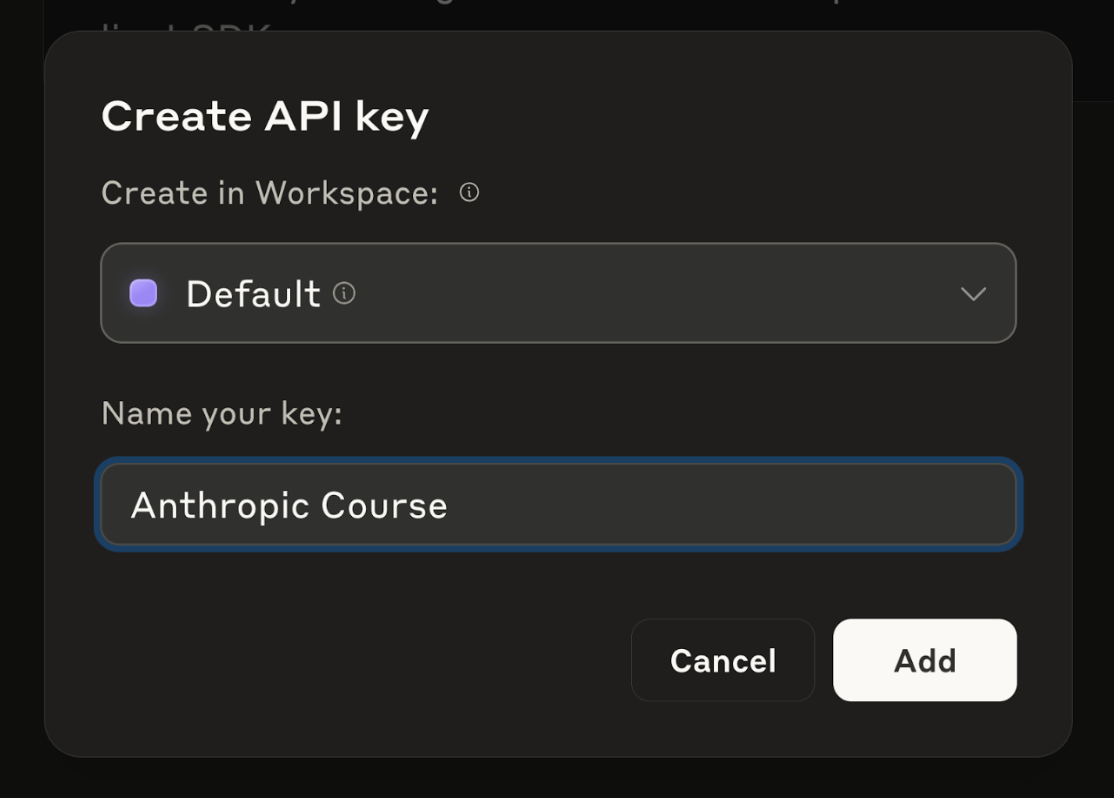 Create API key
Create in Workspace:
Default
Name your key:
Anthropic Course
Cancel
Add